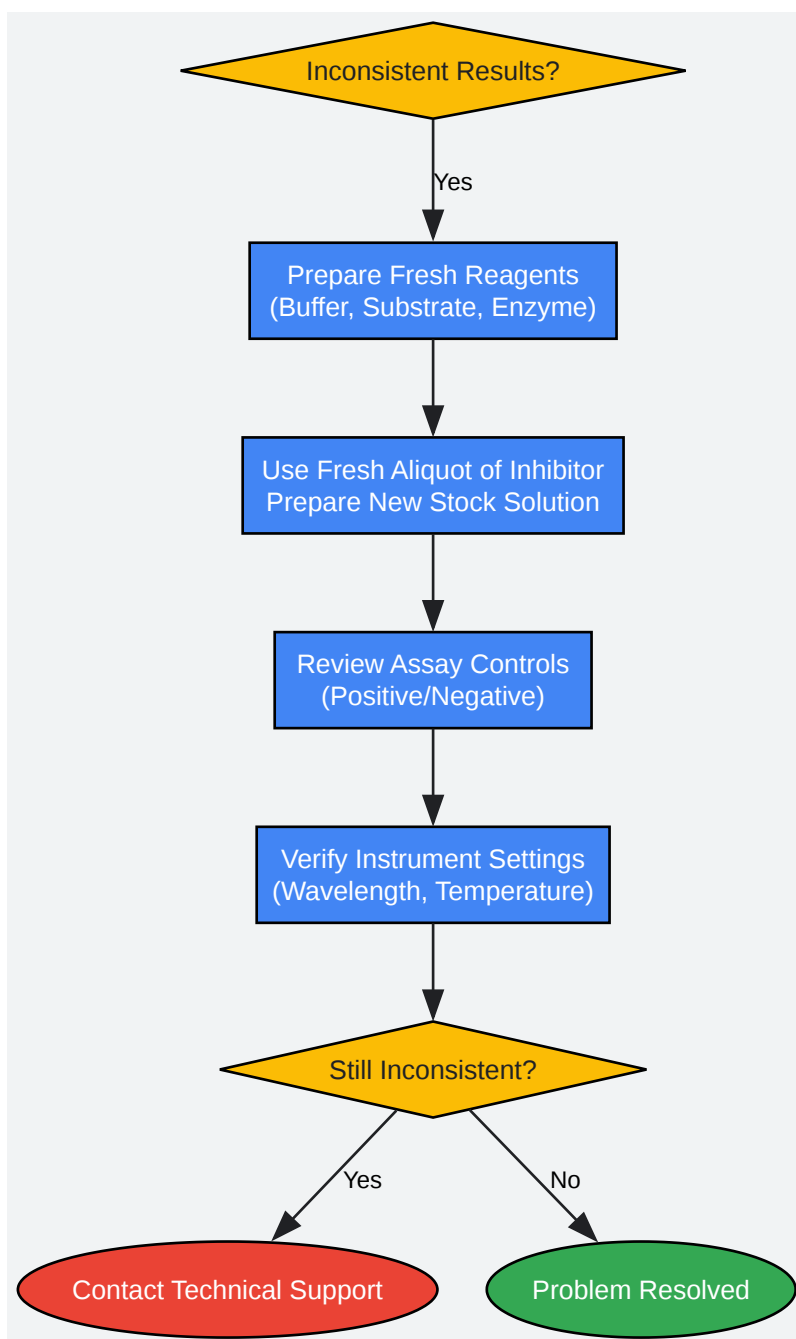 Inconsistent Results?
Yes
Prepare Fresh Reagents
(Buffer, Substrate, Enzyme)
Use Fresh Aliquot of Inhibitor
Prepare New Stock Solution
Review Assay Controls
(Positive/Negative)
Verify Instrument Settings
(Wavelength, Temperature)
Still Inconsistent?
Yes
No
Contact Technical Support
Problem Resolved